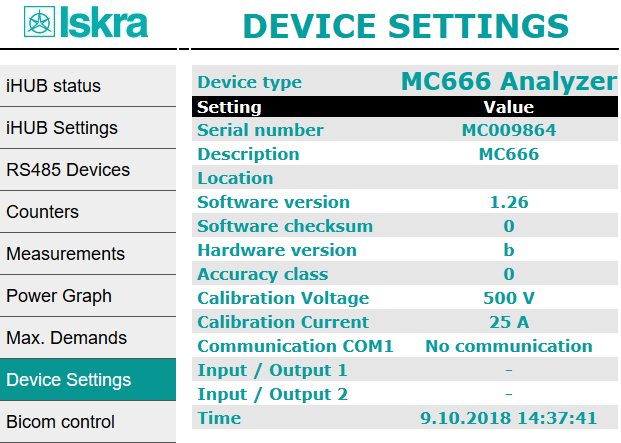 Iskra
DEVICE SETTINGS
iHUB status
iHUB Settings
RS485 Devices
Counters
Measurements
Power Graph
Max. Demands
Device Settings
Bicom control
Device type MC666 Analyzer
Setting Value
Serial number MC009864
Description MC666
Location
Software version 1.26
Software checksum 0
Hardware version b
Accuracy class 0
Calibration Voltage 500 V
Calibration Current 25 A
Communication COM1 No communication
Input / Output 1 -
Input / Output 2 -
Time 9.10.2018 14:37:41